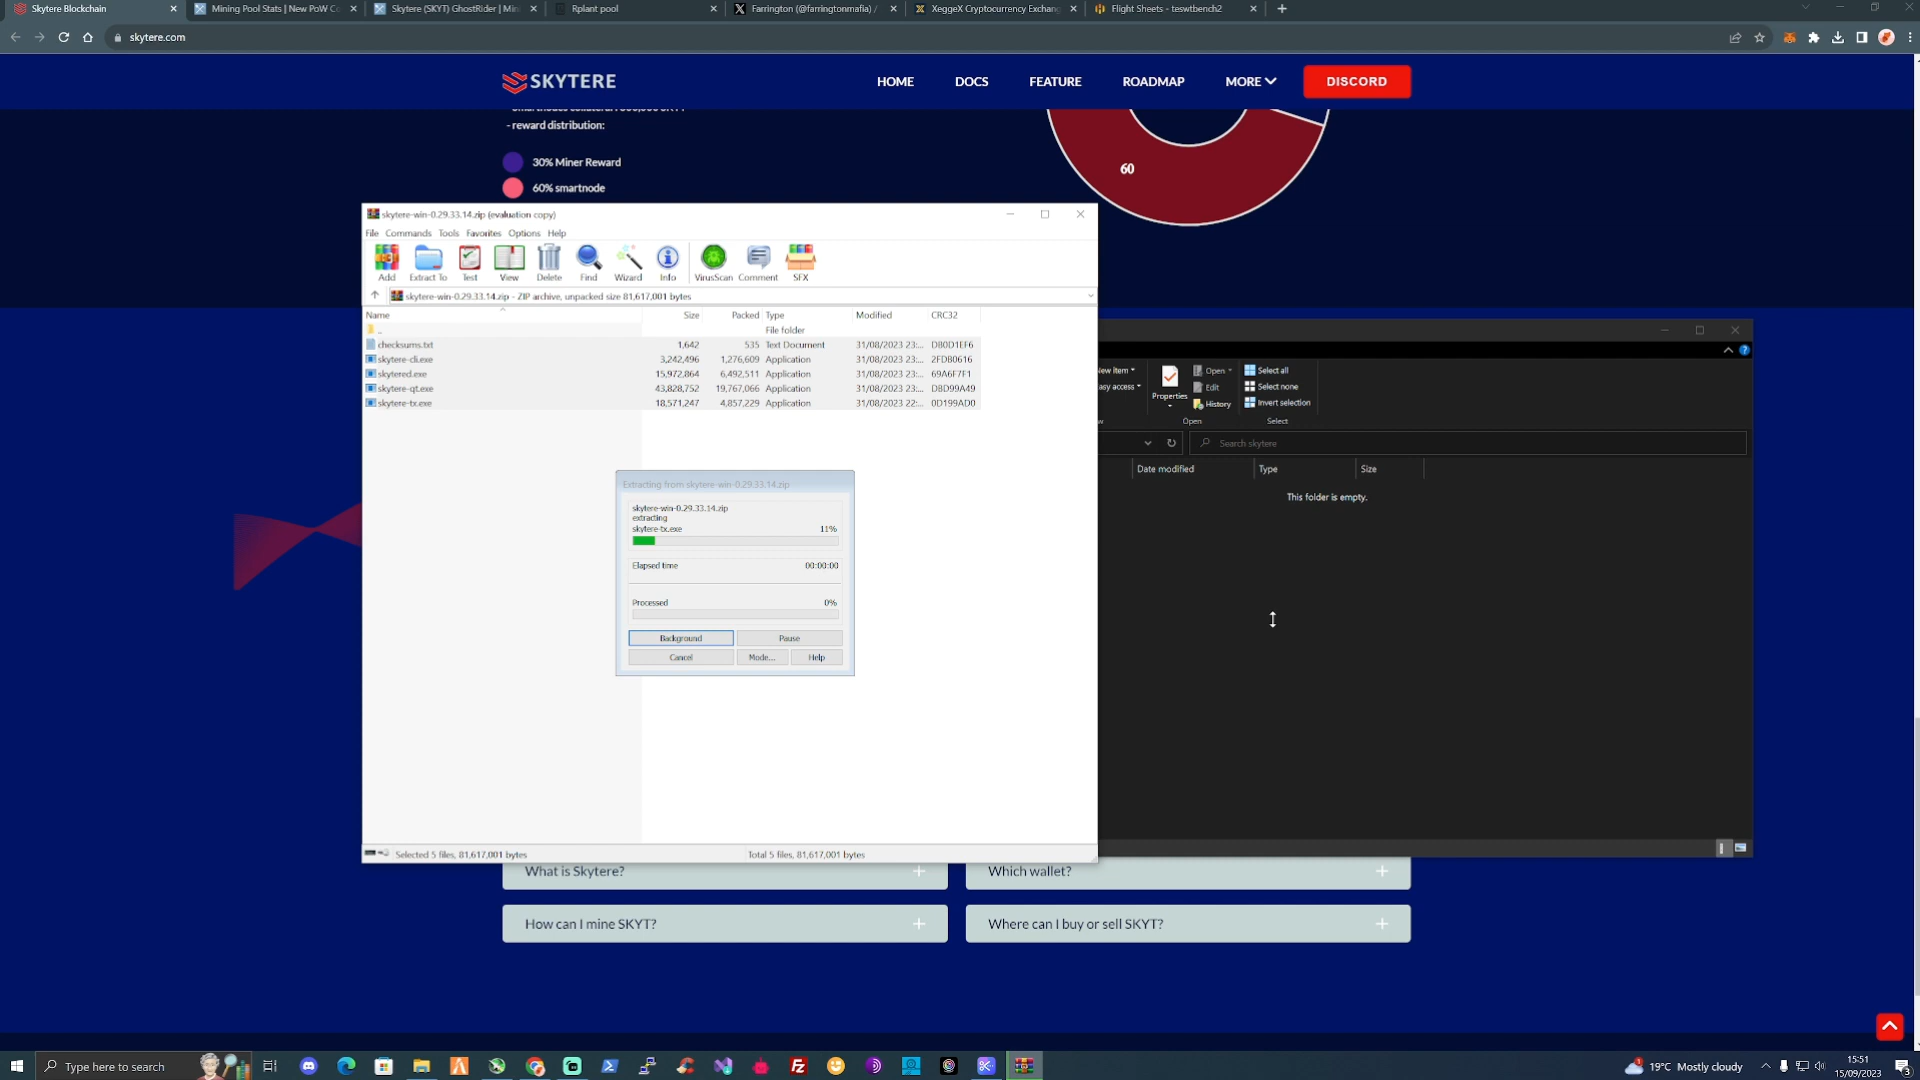 Skytere Blockchain
Mining Pool Stats | New PoW Co
Skytere (SKYT) GhostRider | Min
Rplant pool
Farrington (@farringtonmafia) /
XeggeX Cryptocurrency Exchang
Flight Sheets - teswtbench2
skytere.com
SKYTERE
HOME
DOCS
FEATURE
ROADMAP
MORE
DISCORD
- reward distribution:
30% Miner Reward
60% smartnode
60
skytere-win-0.29.33.14.zip (evaluation copy)
File Commands Tools Favorites Options Help
Add Extract To Test View Delete Find Wizard Info VirusScan Comment SFX
skytere-win-0.29.33.14.zip - ZIP archive, unpacked size 81,617,001 bytes
Name Size Packed Type Modified CRC32
.. File folder
checksums.txt 1,642 535 Text Document 31/08/2023 23:... DB0D1EF6
skytere-cli.exe 3,242,496 1,276,609 Application 31/08/2023 23:... 2FDB0616
skytered.exe 15,972,864 6,492,511 Application 31/08/2023 23:... 69A6F7F1
skytere-qt.exe 43,828,752 19,767,066 Application 31/08/2023 23:... DBD99A49
skytere-tx.exe 18,571,247 4,857,229 Application 31/08/2023 22:... 0D199AD0
New item
easy access
Properties
Open
Edit
History
Select all
Select none
Invert selection
Open
Select
Search skytere
Date modified Type Size
This folder is empty.
Extracting from skytere-win-0.29.33.14.zip
skytere-win-0.29.33.14.zip
extracting
skytere-tx.exe 11%
Elapsed time 00:00:00
Processed 0%
Background Pause
Cancel Mode... Help
Selected 5 files, 81,617,001 bytes Total 5 files, 81,617,001 bytes
What is Skytere? +
Which wallet? +
How can I mine SKYT? +
Where can I buy or sell SKYT? +
Type here to search
19°C Mostly cloudy
15:51
15/09/2023
3